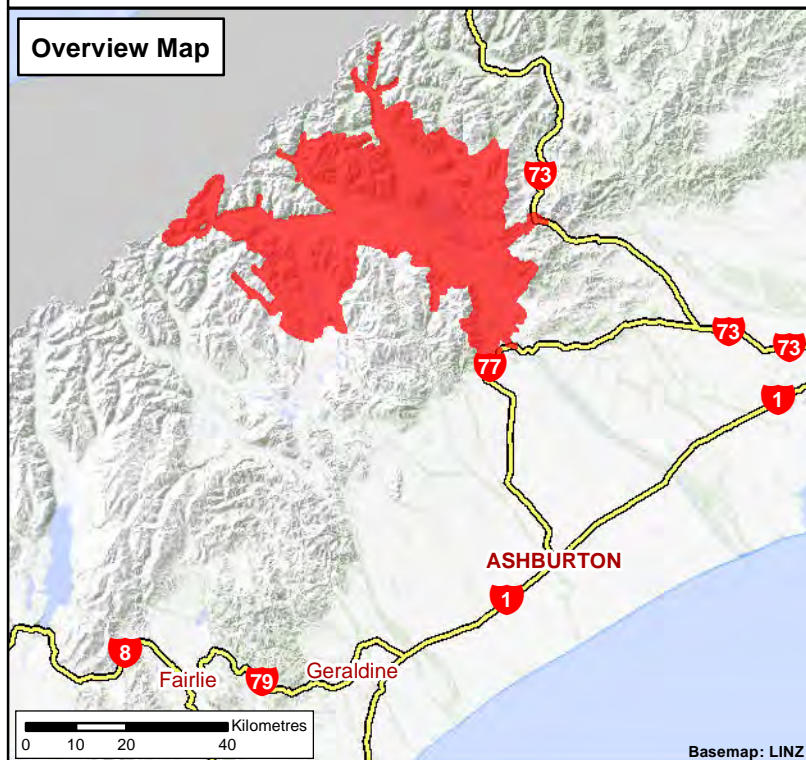 Overview Map
73
73
73
77
1
ASHBURTON
1
8
Fairlie
79
Geraldine
Kilometres
0 10 20 40
Basemap: LINZ